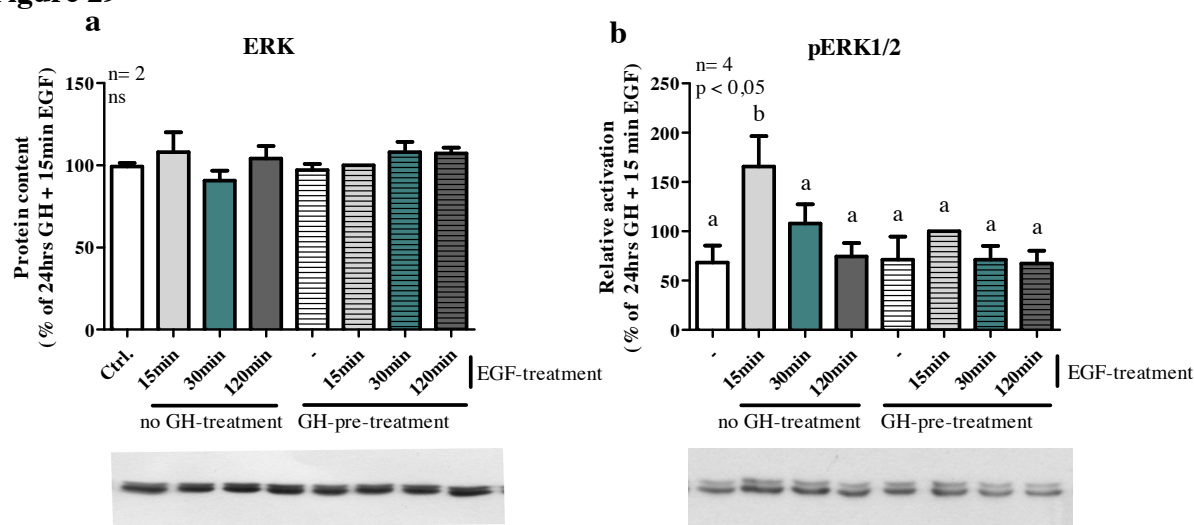 Figure 29
a
ERK
n= 2
ns
Protein content
(% of 24hrs GH + 15min EGF)
150
100
50
0
Ctrl.
15min
30min
120min
-
15min
30min
120min
EGF-treatment
no GH-treatment
GH-pre-treatment
b
pERK1/2
n= 4
p < 0,05
Relative activation
(% of 24hrs GH + 15 min EGF)
250
200
150
100
50
0
a
b
a
a
a
a
a
a
-
15min
30min
120min
-
15min
30min
120min
EGF-treatment
no GH-treatment
GH-pre-treatment